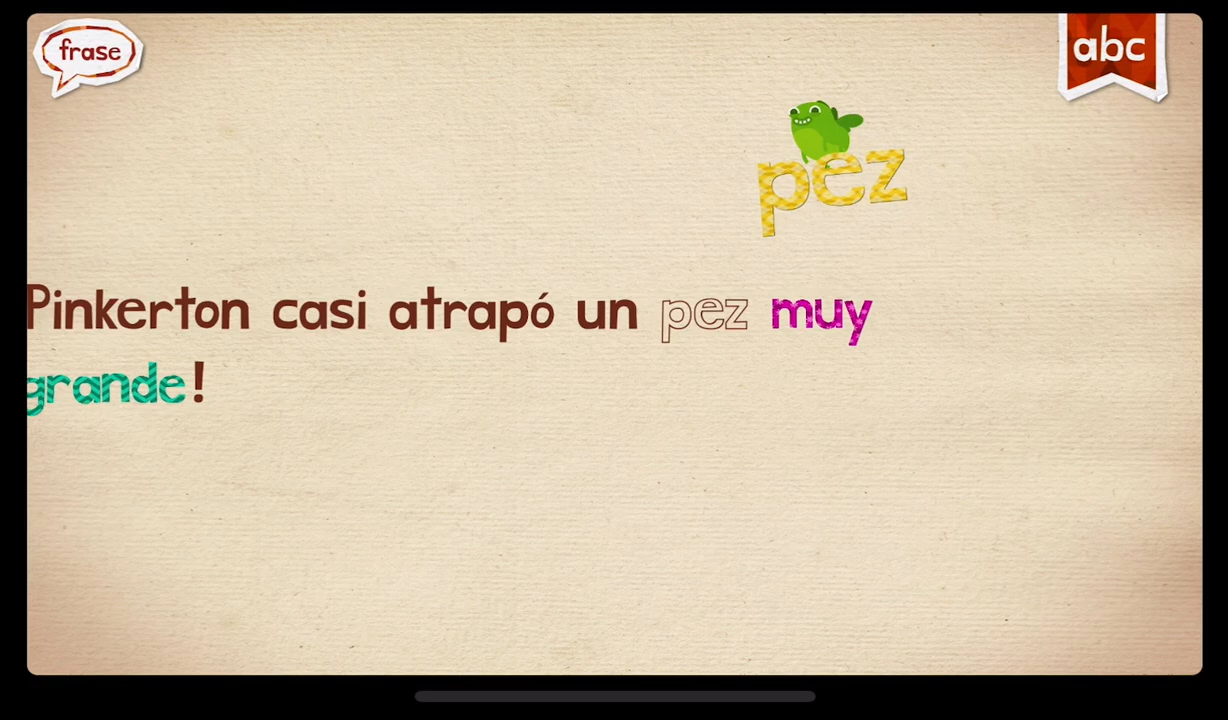 frase
abc
pez
Pinkerton casi atrapó un pez muy
grande!